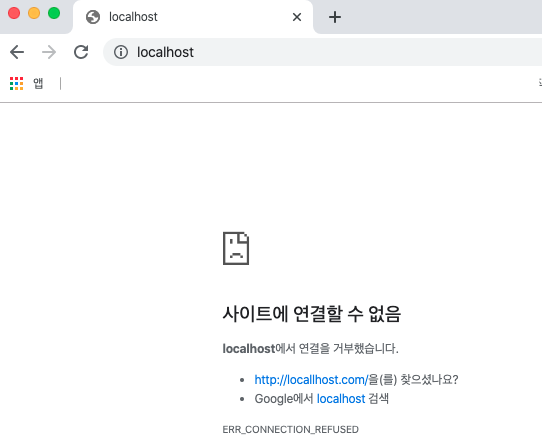 localhost
localhost
앱
사이트에 연결할 수 없음
localhost에서 연결을 거부했습니다.
http://locallhost.com/을(를) 찾으셨나요?
Google에서 localhost 검색
ERR_CONNECTION_REFUSED